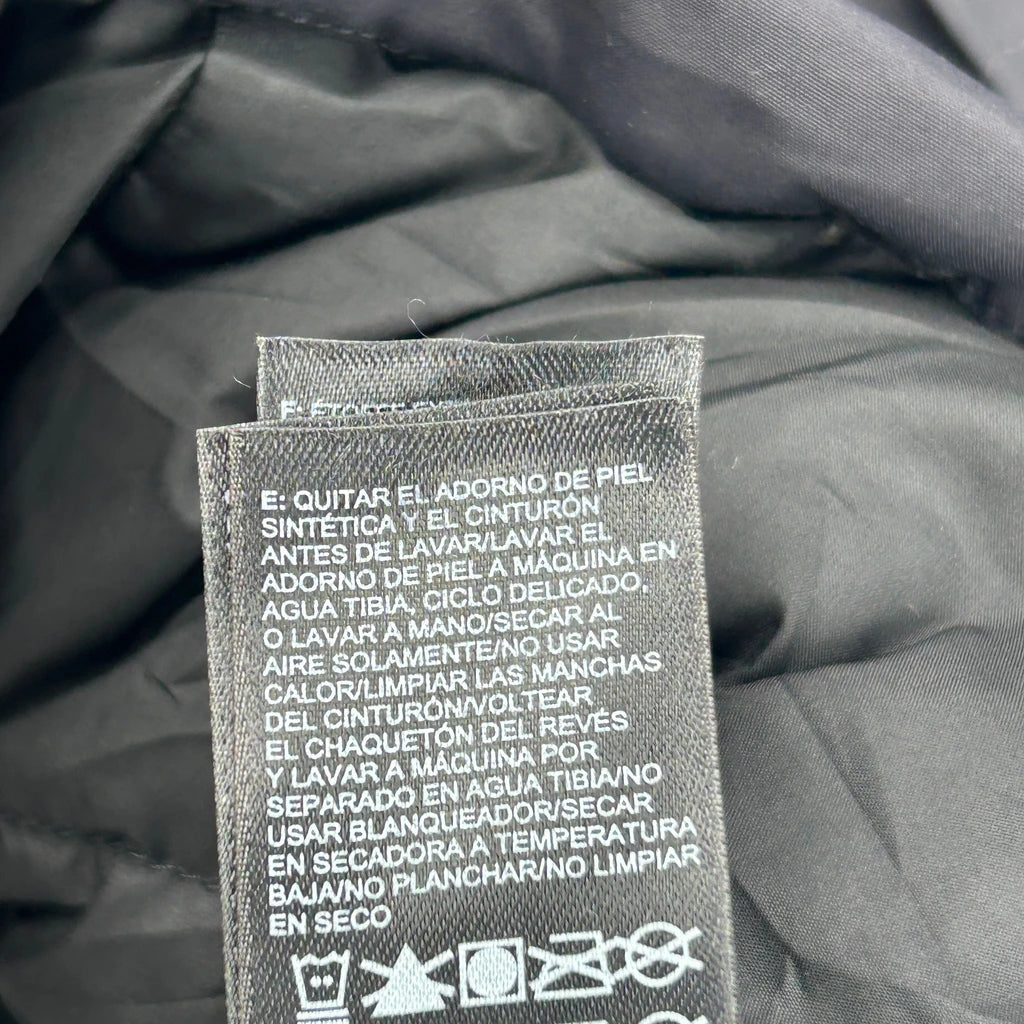 E: QUITAR EL ADORNO DE PIEL
SINTÉTICA Y EL CINTURÓN
ANTES DE LAVAR/LAVAR EL
ADORNO DE PIEL A MÁQUINA EN
AGUA TIBIA, CICLO DELICADO,
O LAVAR A MANO/SECAR AL
AIRE SOLAMENTE/NO USAR
CALOR/LIMPIAR LAS MANCHAS
DEL CINTURÓN/VOLTEAR
EL CHAQUETÓN DEL REVÉS
Y LAVAR A MÁQUINA POR
SEPARADO EN AGUA TIBIA/NO
USAR BLANQUEADOR/SECAR
EN SECADORA A TEMPERATURA
BAJA/NO PLANCHAR/NO LIMPIAR
EN SECO